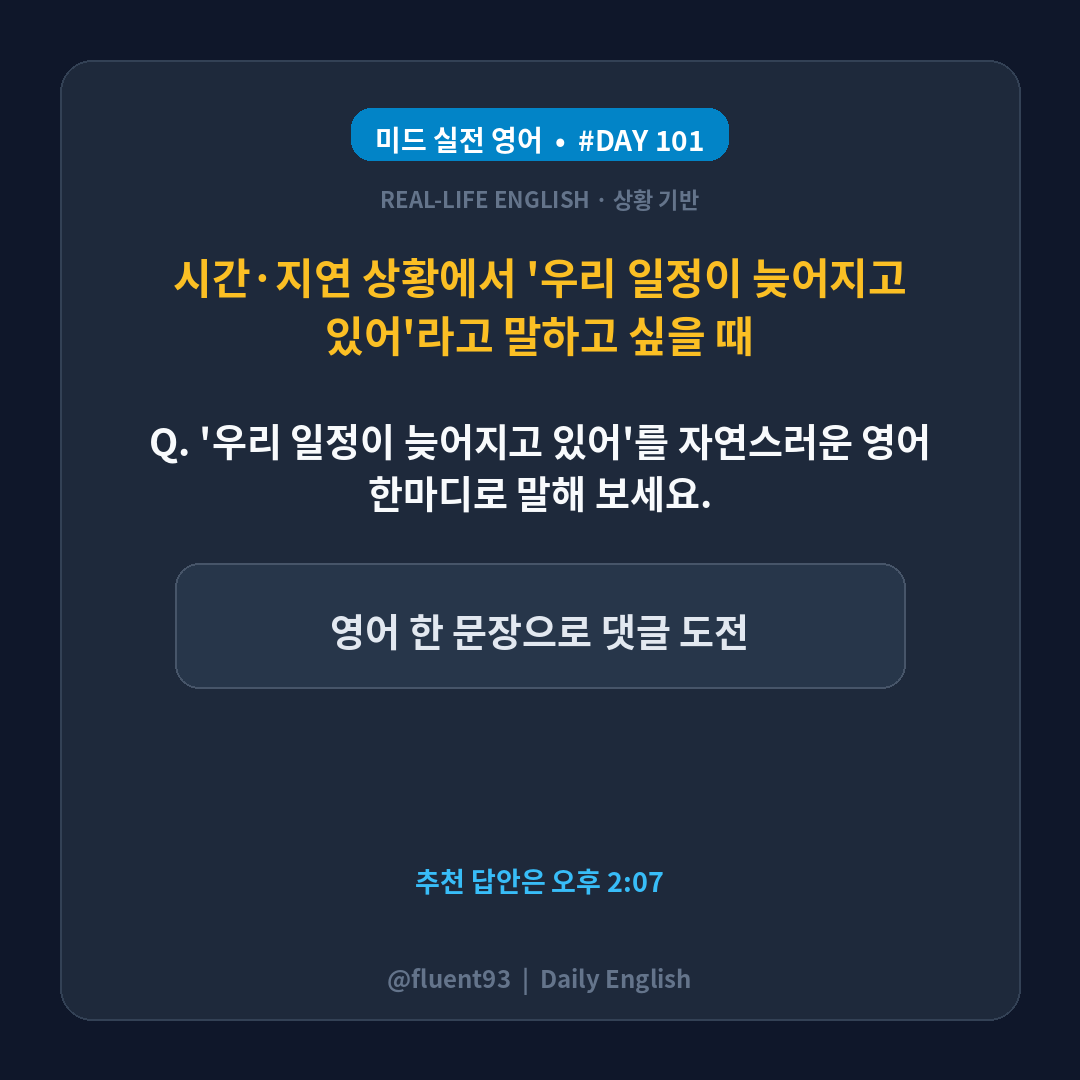 미드 실전 영어 • #DAY 101
REAL-LIFE ENGLISH · 상황 기반
시간·지연 상황에서 '우리 일정이 늦어지고
있어'라고 말하고 싶을 때
Q. '우리 일정이 늦어지고 있어'를 자연스러운 영어
한마디로 말해 보세요.
영어 한 문장으로 댓글 도전
추천 답안은 오후 2:07
@fluent93 | Daily English